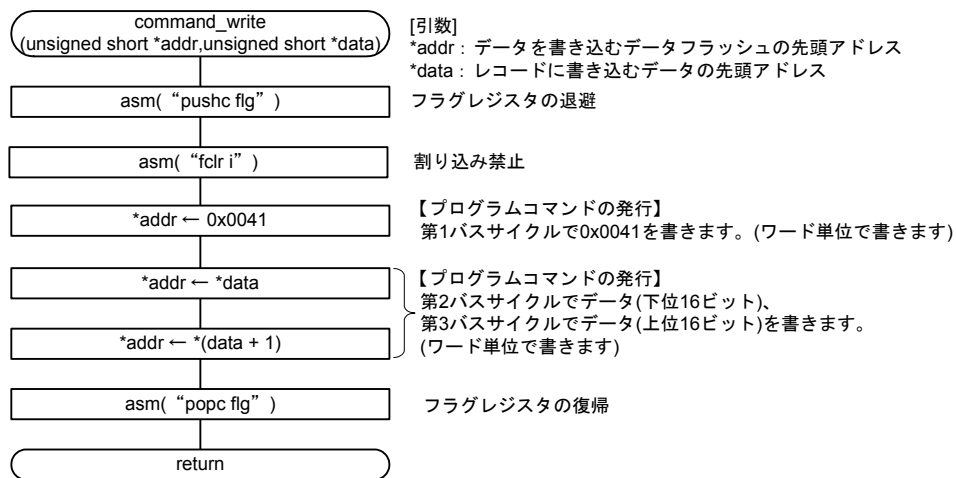 command_write
(unsigned short *addr,unsigned short *data)
[引数]
*addr：データを書き込むデータフラッシュの先頭アドレス
*data：レコードに書き込むデータの先頭アドレス
asm(“pushc flg”)
フラグレジスタの退避
asm(“fclr i”)
割り込み禁止
*addr ← 0x0041
【プログラムコマンドの発行】
第1バスサイクルで0x0041を書きます。(ワード単位で書きます)
*addr ← *data
*addr ← *(data + 1)
【プログラムコマンドの発行】
第2バスサイクルでデータ(下位16ビット)、
第3バスサイクルでデータ(上位16ビット)を書きます。
(ワード単位で書きます)
asm(“popc flg”)
フラグレジスタの復帰
return